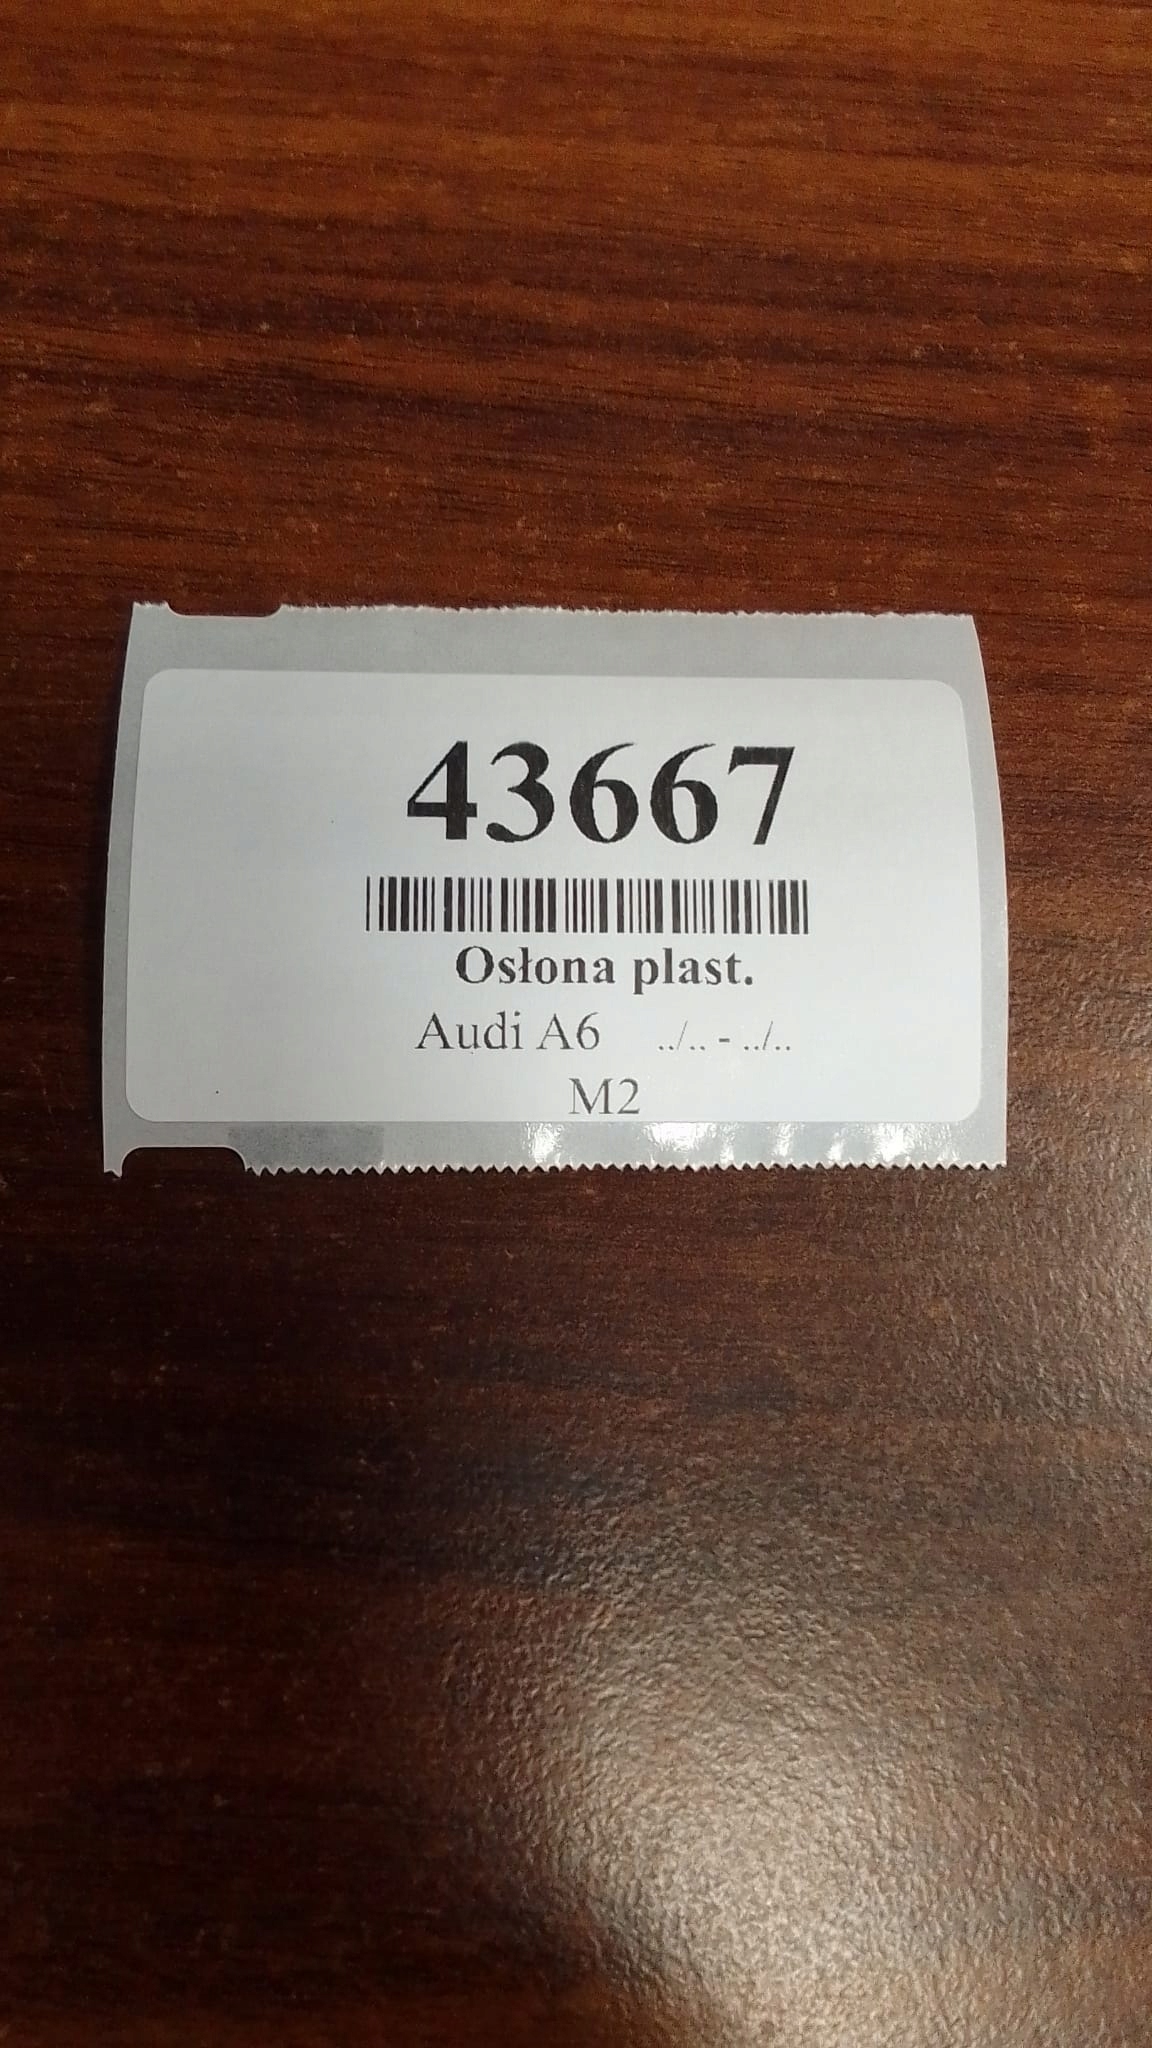 43667
Osłona plast.
Audi A6 ../.. - ../..
M2